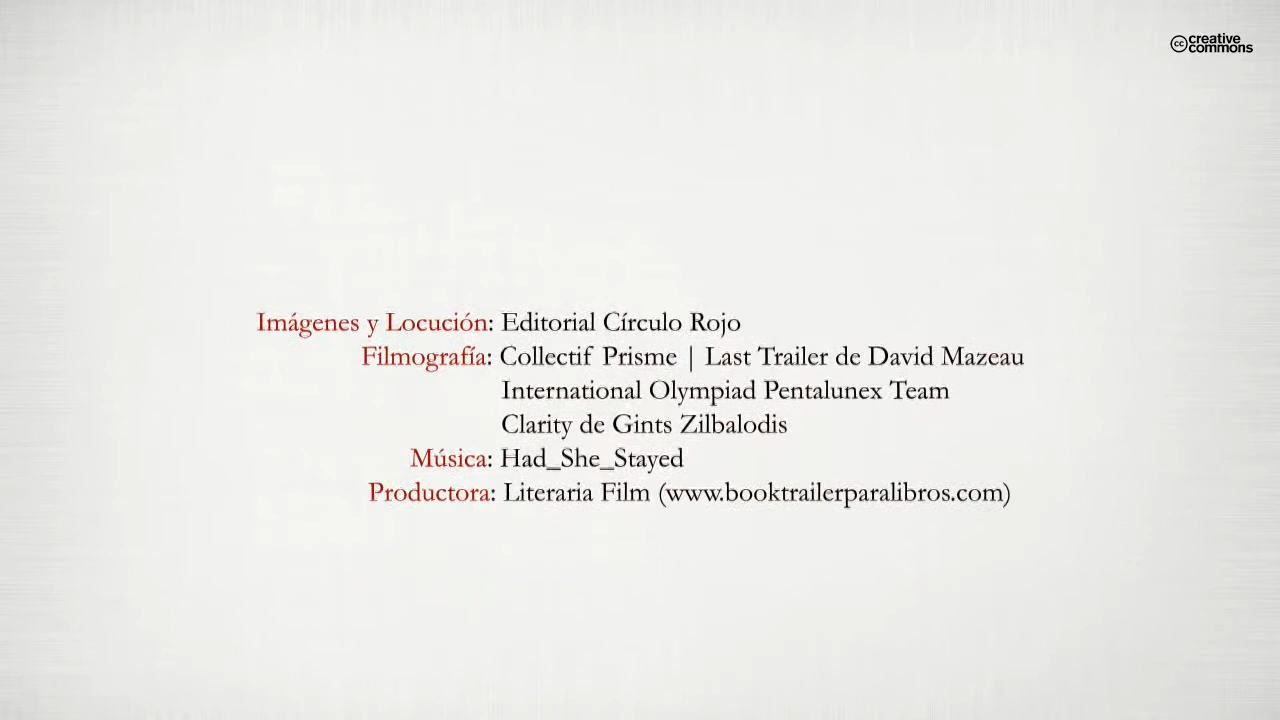 creative
commons
Imágenes y Locución: Editorial Círculo Rojo
Filmografía: Collectif Prisme | Last Trailer de David Mazeau
International Olympiad Pentalunex Team
Clarity de Gints Zilbalodis
Música: Had_She_Stayed
Productora: Literaria Film (www.booktrailerparalibros.com)